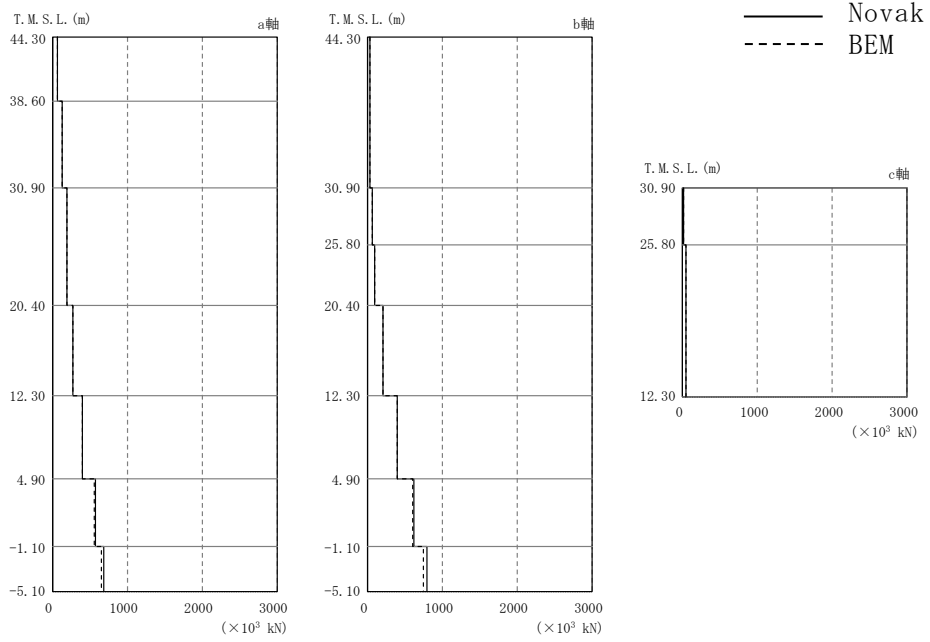 T.M.S.L.(m)
a軸
44.30
38.60
30.90
20.40
12.30
4.90
-1.10
-5.10
0 1000 2000 3000
(×10³ kN)
T.M.S.L.(m)
b軸
44.30
30.90
25.80
20.40
12.30
4.90
-1.10
-5.10
0 1000 2000 3000
(×10³ kN)
Novak
BEM
T.M.S.L.(m)
c軸
30.90
25.80
12.30
0 1000 2000 3000
(×10³ kN)